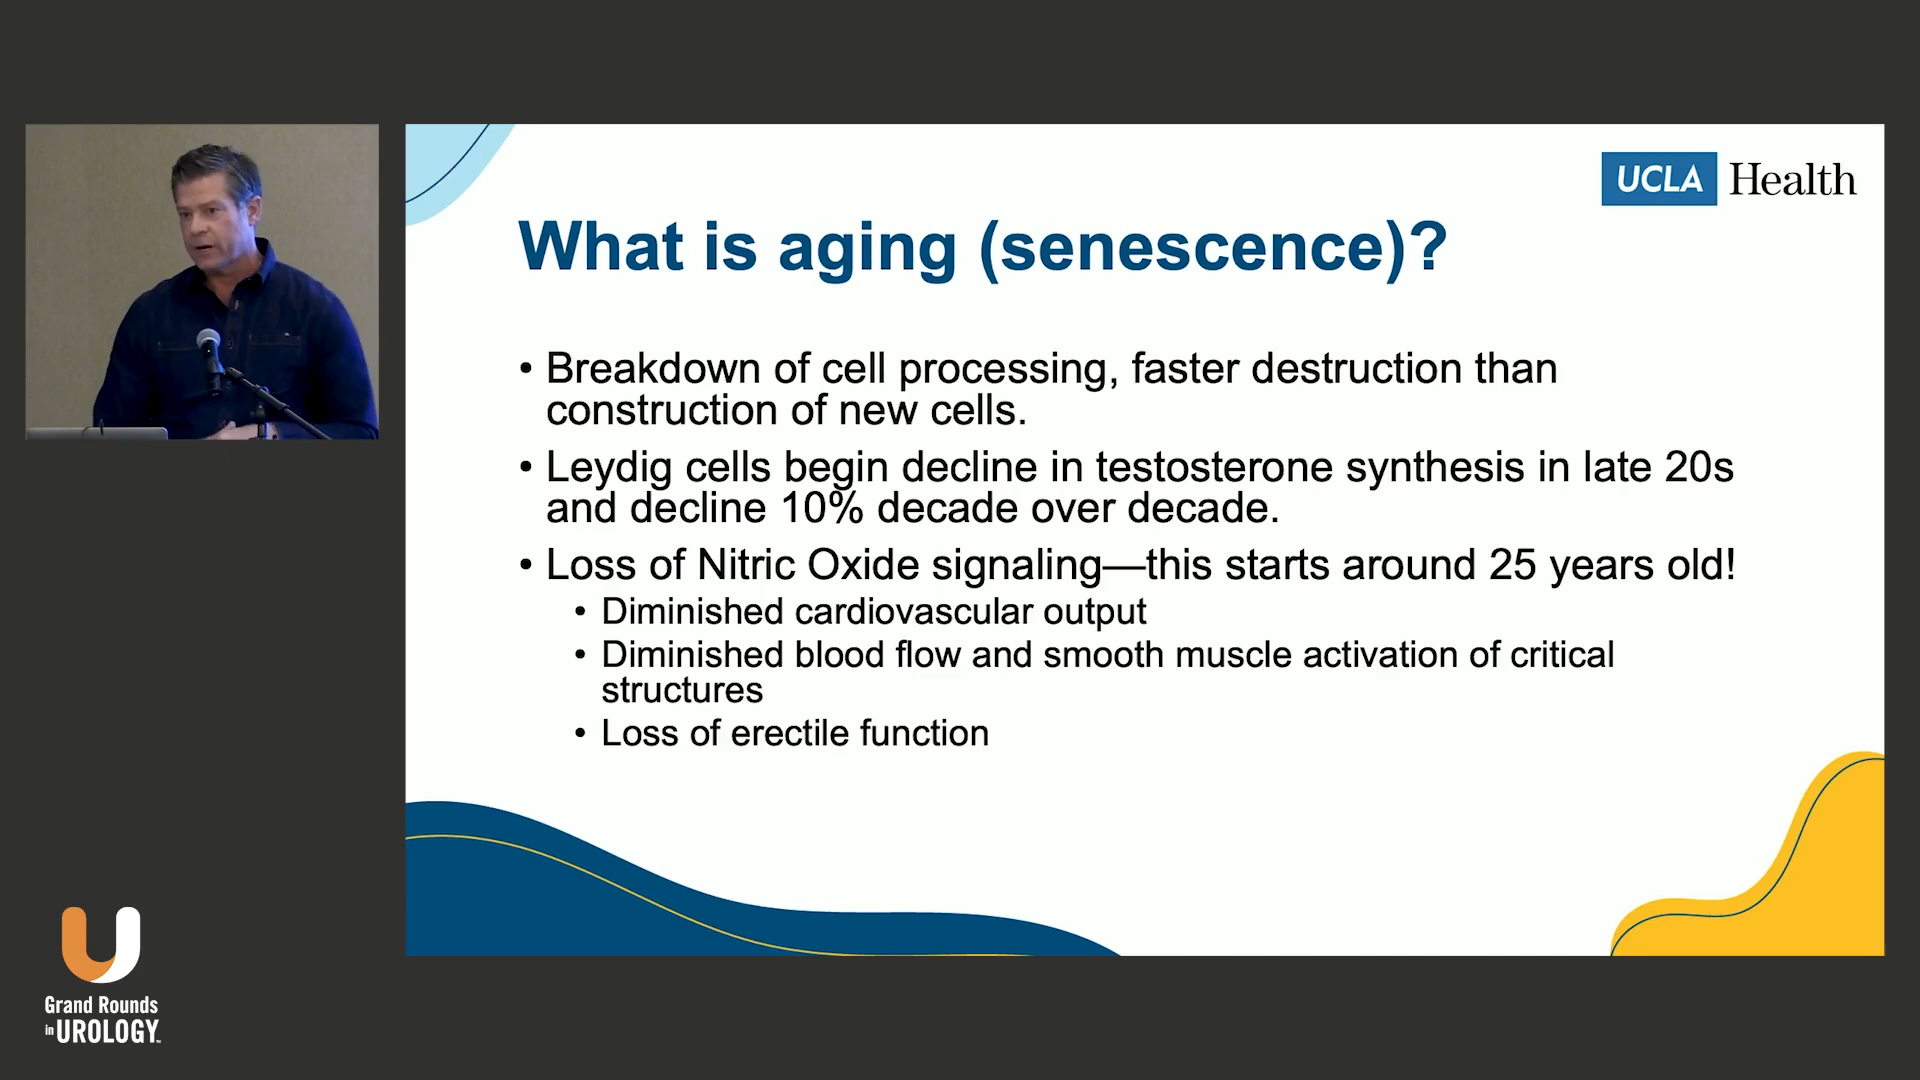 UCLA Health
What is aging (senescence)?
• Breakdown of cell processing, faster destruction than
construction of new cells.
• Leydig cells begin decline in testosterone synthesis in late 20s
and decline 10% decade over decade.
• Loss of Nitric Oxide signaling—this starts around 25 years old!
• Diminished cardiovascular output
• Diminished blood flow and smooth muscle activation of critical
structures
• Loss of erectile function
Grand Rounds
in UROLOGY™